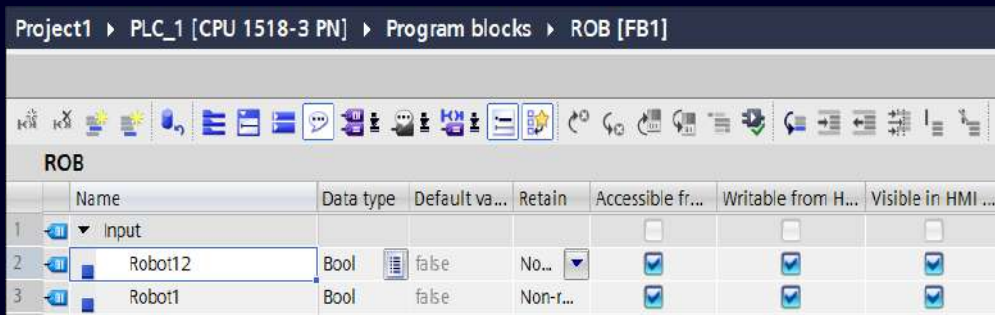 Project1 ▸ PLC_1 [CPU 1518-3 PN] ▸ Program blocks ▸ ROB [FB1]
ROB
Name Data type Default va... Retain Accessible fr... Writable from H... Visible in HMI ...
1 Input
2 Robot12 Bool false No...
3 Robot1 Bool false Non-r...